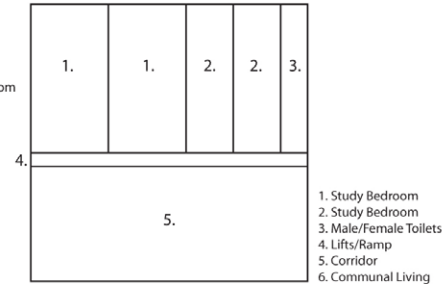 1. 1. 2. 2. 3.
4.
5.
1. Study Bedroom
2. Study Bedroom
3. Male/Female Toilets
4. Lifts/Ramp
5. Corridor
6. Communal Living